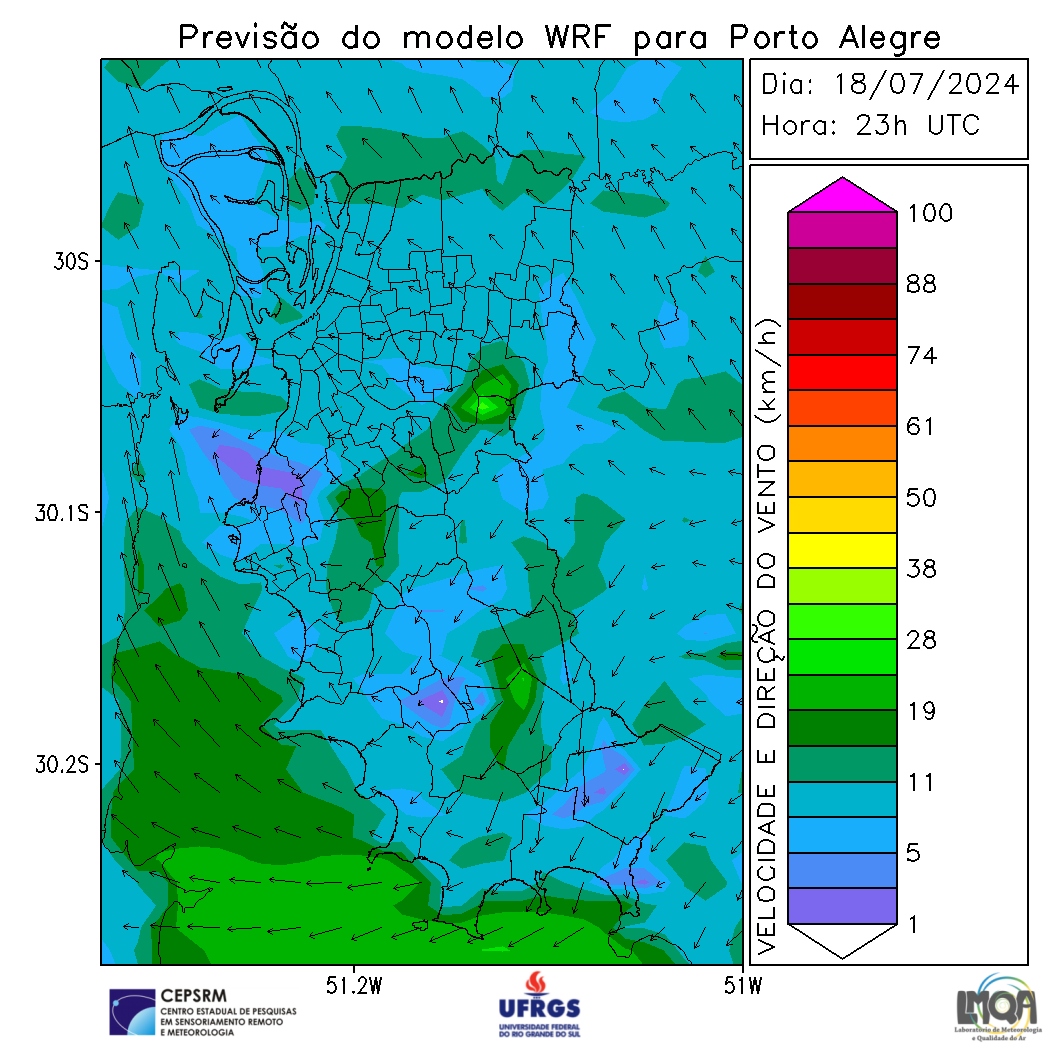 Previsão do modelo WRF para Porto Alegre
Dia: 18/07/2024
Hora: 23h UTC
30S
30.1S
30.2S
51.2W
51W
VELOCIDADE E DIREÇÃO DO VENTO (km/h)
100
88
74
61
50
38
28
19
11
5
1
CEPSRM
CENTRO ESTADUAL DE PESQUISAS
EM SENSORIAMENTO REMOTO
E METEOROLOGIA
UFRGS
UNIVERSIDADE FEDERAL
DO RIO GRANDE DO SUL
LMQA
Laboratório de Meteorologia
e Qualidade do Ar